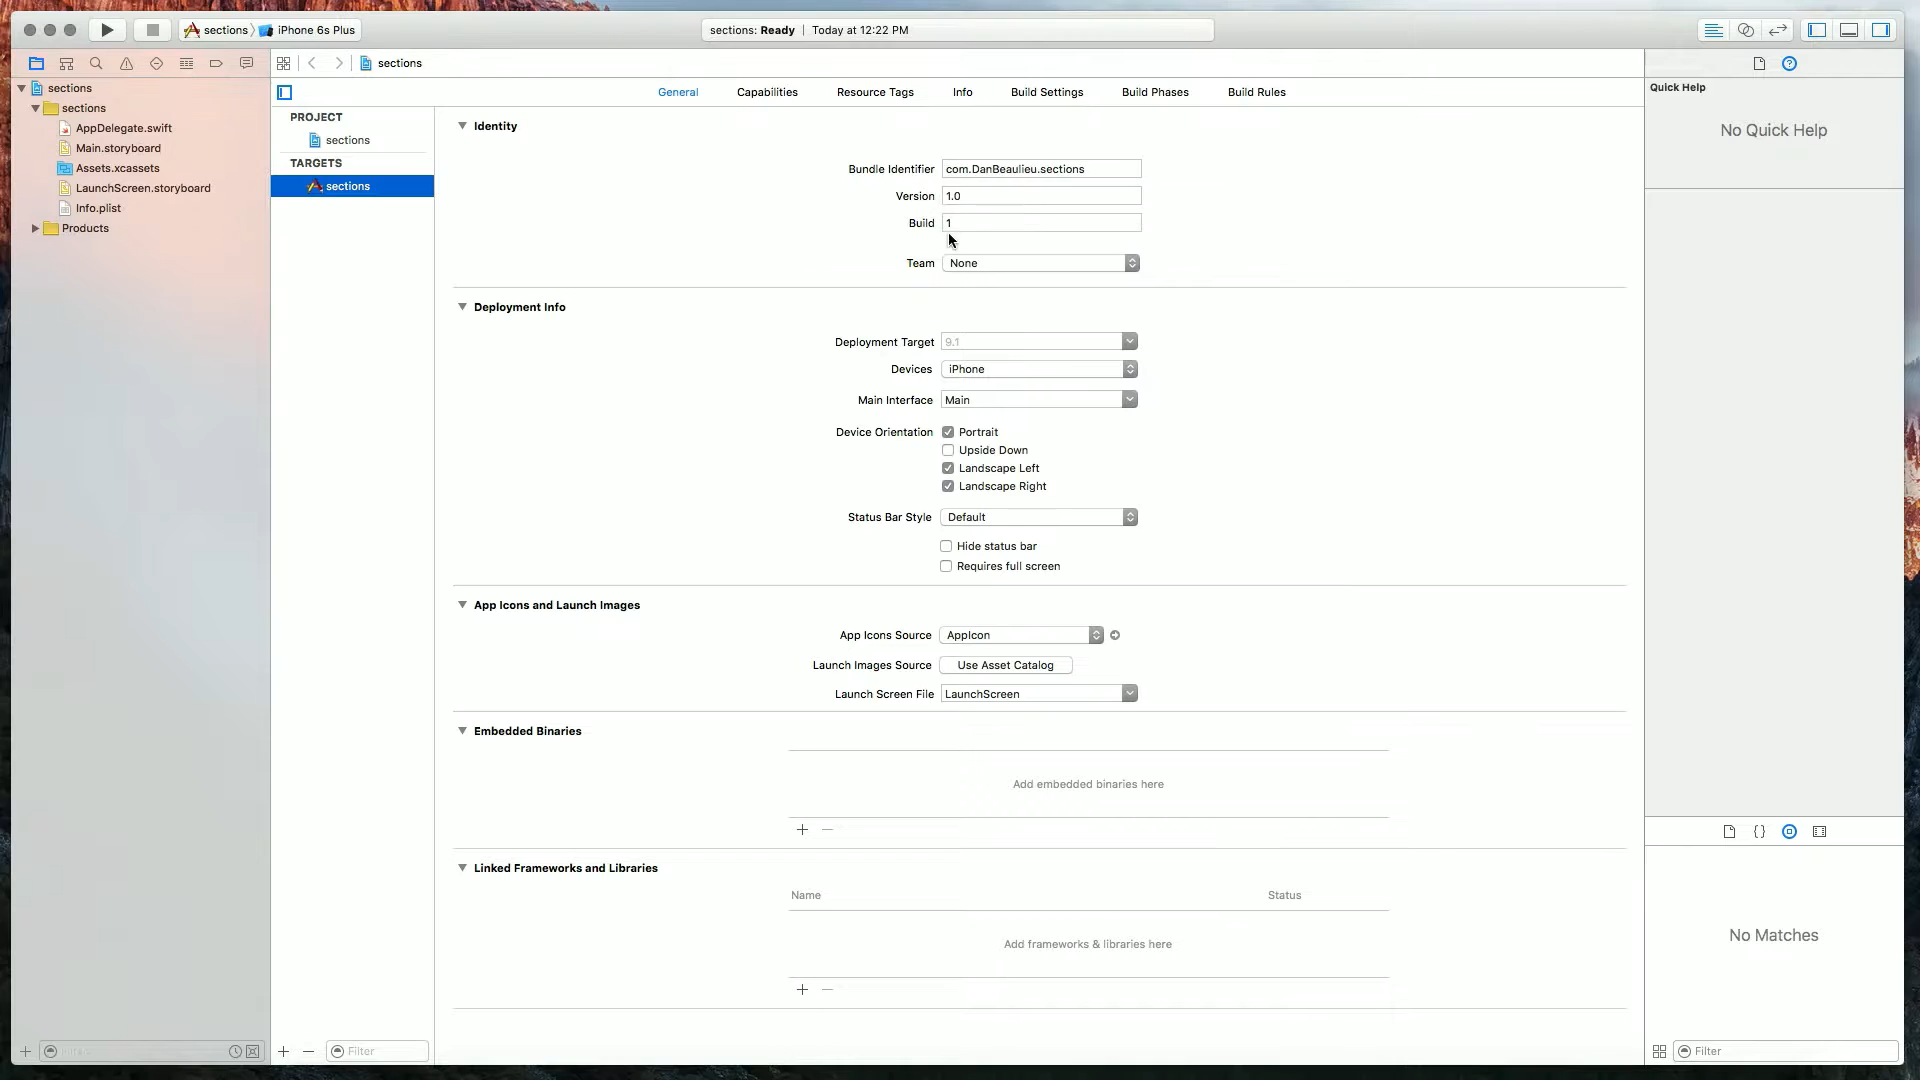 sections iPhone 6s Plus
sections: Ready | Today at 12:22 PM
sections
Quick Help
No Quick Help
sections
sections
AppDelegate.swift
Main.storyboard
Assets.xcassets
LaunchScreen.storyboard
Info.plist
Products
General Capabilities Resource Tags Info Build Settings Build Phases Build Rules
PROJECT
sections
TARGETS
sections
Identity
Bundle Identifier com.DanBeaulieu.sections
Version 1.0
Build 1
Team None
Deployment Info
Deployment Target 9.1
Devices iPhone
Main Interface Main
Device Orientation Portrait
Upside Down
Landscape Left
Landscape Right
Status Bar Style Default
Hide status bar
Requires full screen
App Icons and Launch Images
App Icons Source AppIcon
Launch Images Source Use Asset Catalog
Launch Screen File LaunchScreen
Embedded Binaries
Add embedded binaries here
Linked Frameworks and Libraries
Name Status
Add frameworks & libraries here
No Matches
Filter
Filter